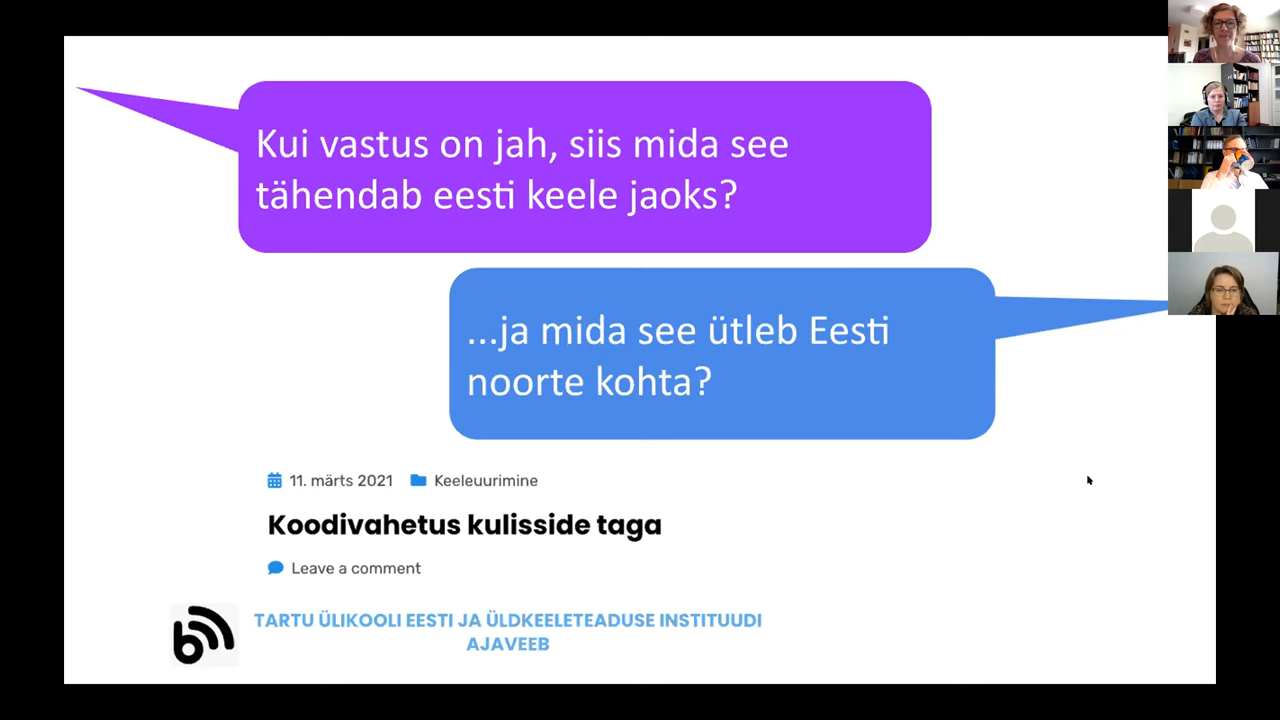 Kui vastus on jah, siis mida see
tähendab eesti keele jaoks?
...ja mida see ütleb Eesti
noorte kohta?
11. märts 2021 Keeleuurimine
Koodivahetus kulisside taga
Leave a comment
TARTU ÜLIKOOLI EESTI JA ÜLDKEELETEADUSE INSTITUUDI
AJAVEEB